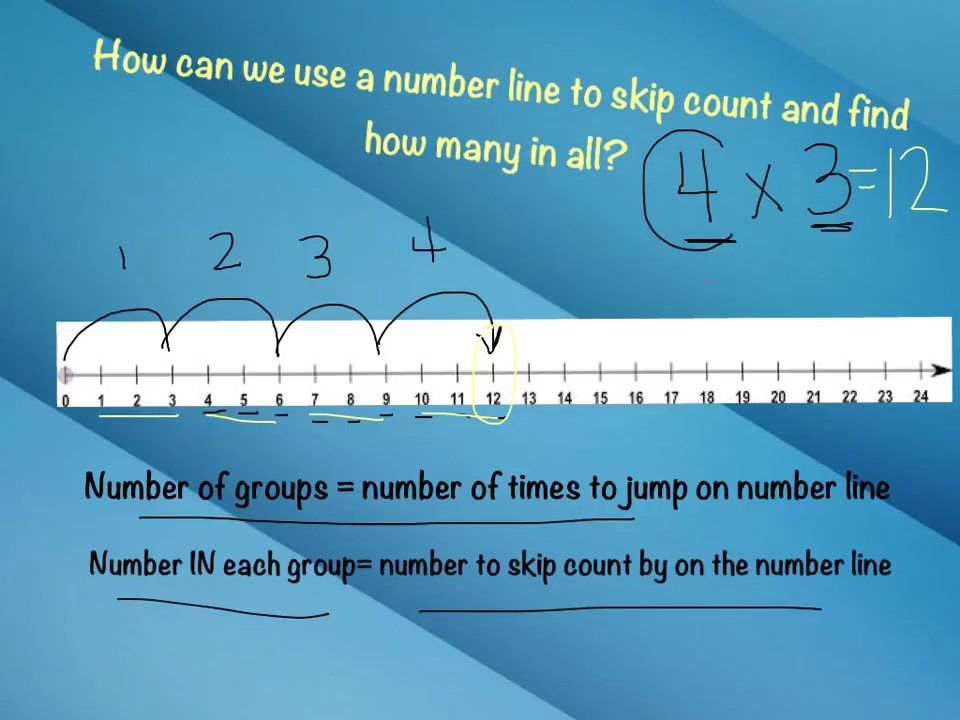 How can we use a number line to skip count and find
how many in all?
4 x 3 = 12
1 2 3 4
0 1 2 3 4 5 6 7 8 9 10 11 12 13 14 15 16 17 18 19 20 21 22 23 24
Number of groups = number of times to jump on number line
Number IN each group= number to skip count by on the number line